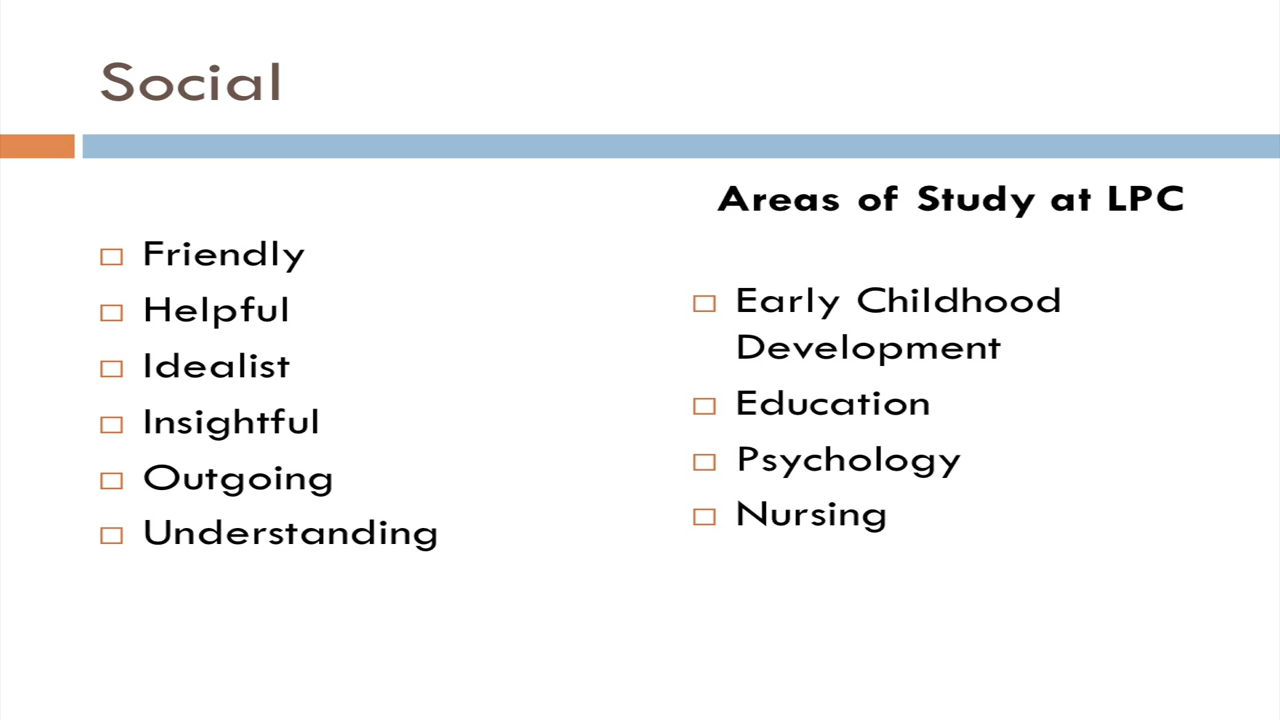 Social
Friendly
Helpful
Idealist
Insightful
Outgoing
Understanding
Areas of Study at LPC
Early Childhood
Development
Education
Psychology
Nursing